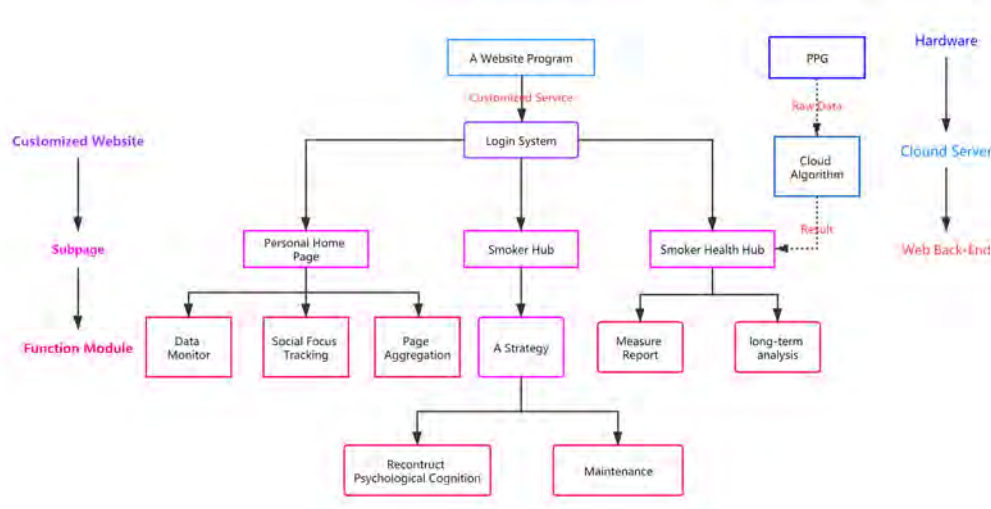 Hardware
A Website Program
PPG
Customized Service
Raw Data
Customized Website
Login System
Cloud
Algorithm
Clound Server
Result
Subpage
Personal Home
Page
Smoker Hub
Smoker Health Hub
Web Back-End
Function Module
Data
Monitor
Social Focus
Tracking
Page
Aggregation
A Strategy
Measure
Report
long-term
analysis
Recontruct
Psychological Cognition
Maintenance